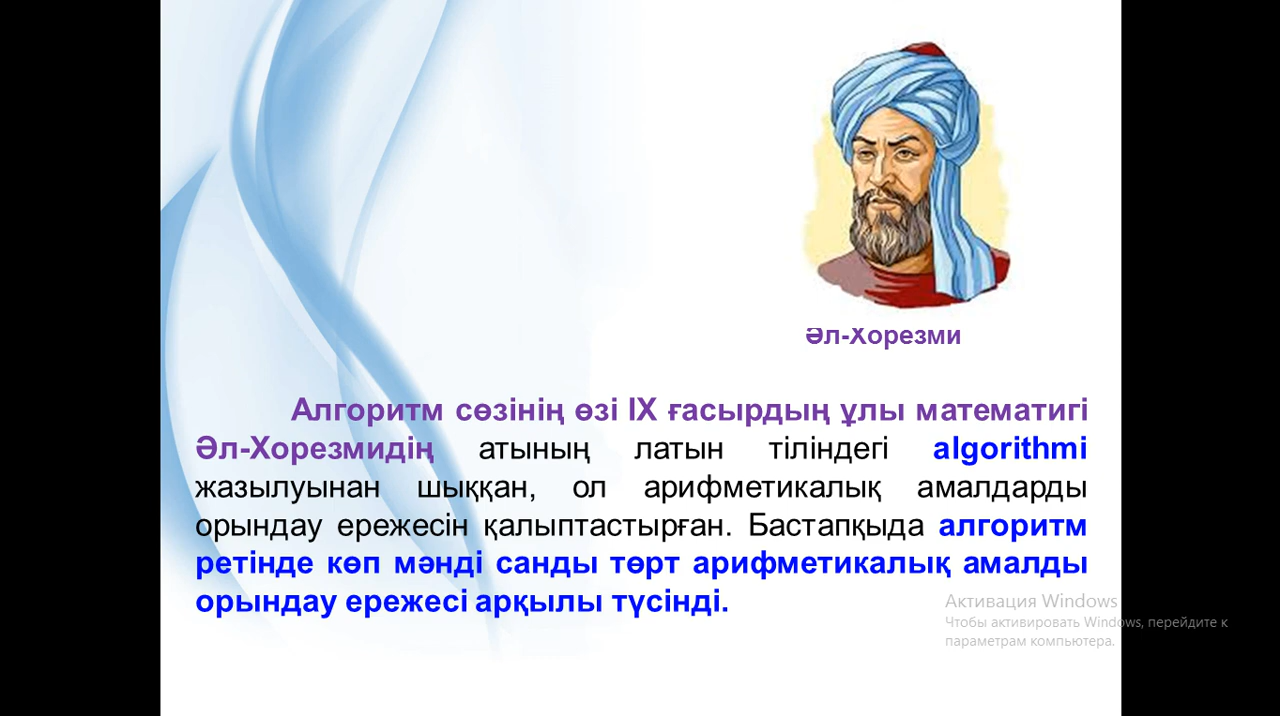 Әл-Хорезми
Алгоритм сөзінің өзі IX ғасырдың ұлы математигі
Әл-Хорезмидің атының латын тіліндегі algorithmi
жазылуынан шыққан, ол арифметикалық амалдарды
орындау ережесін қалыптастырған. Бастапқыда алгоритм
ретінде көп мәнді санды төрт арифметикалық амалды
орындау ережесі арқылы түсінді.
Активация Windows
Чтобы активировать Windows, перейдите к
параметрам компьютера.